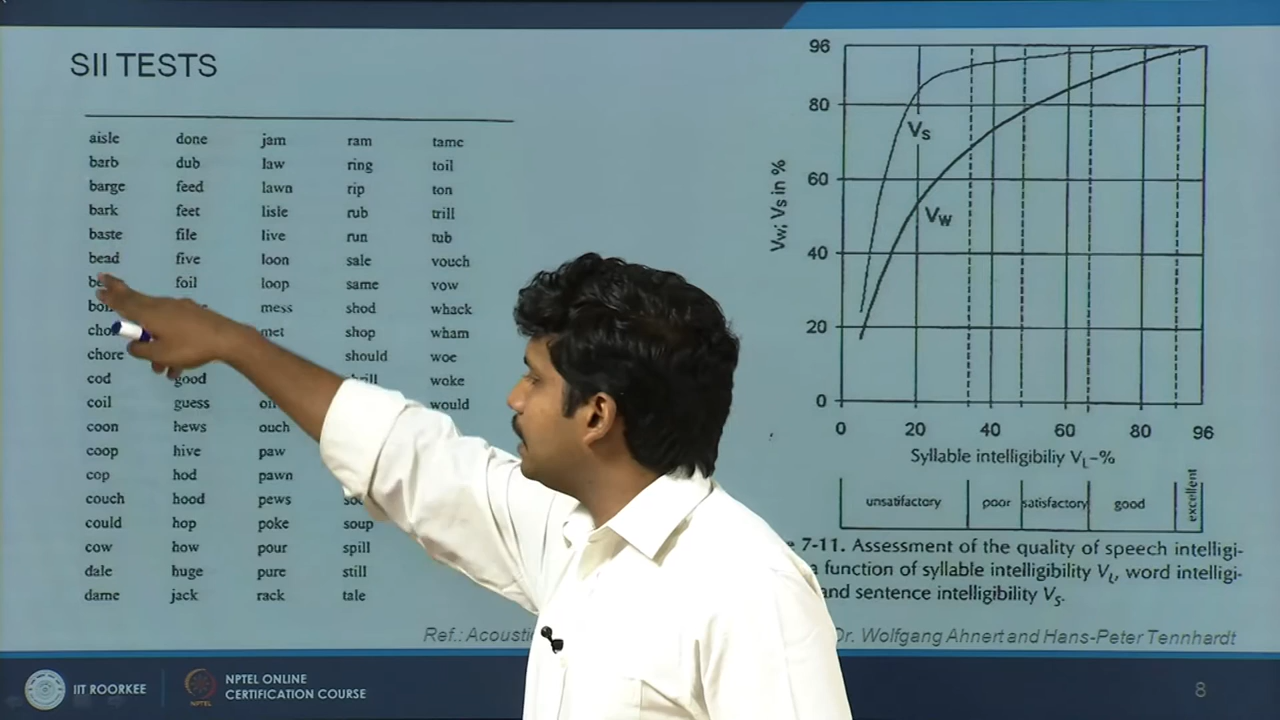 SII TESTS
aisle done jam ram tame
barb dub law ring toil
barge feed lawn rip ton
bark feet lisle rub trill
baste file live run tub
bead five loon sale vouch
foil loop same vow
mess shod whack
met shop wham
chore should woe
cod good woke
coil guess would
coon hews ouch
coop hive paw
cop hod pawn
couch hood pews
could hop poke soup
cow how pour spill
dale huge pure still
dame jack rack tale
96
80
60
40
20
0
Vw; Vs in %
Vs
Vw
0 20 40 60 80 96
Syllable intelligibiliy VL-%
unsatifactory poor satisfactory good excellent
7-11. Assessment of the quality of speech intelligi-
function of syllable intelligibility VL, word intelligi-
and sentence intelligibility Vs.
Ref.: Dr. Wolfgang Ahnert and Hans-Peter Tennhardt
IIT ROORKEE
NPTEL ONLINE
CERTIFICATION COURSE
NPTEL
8